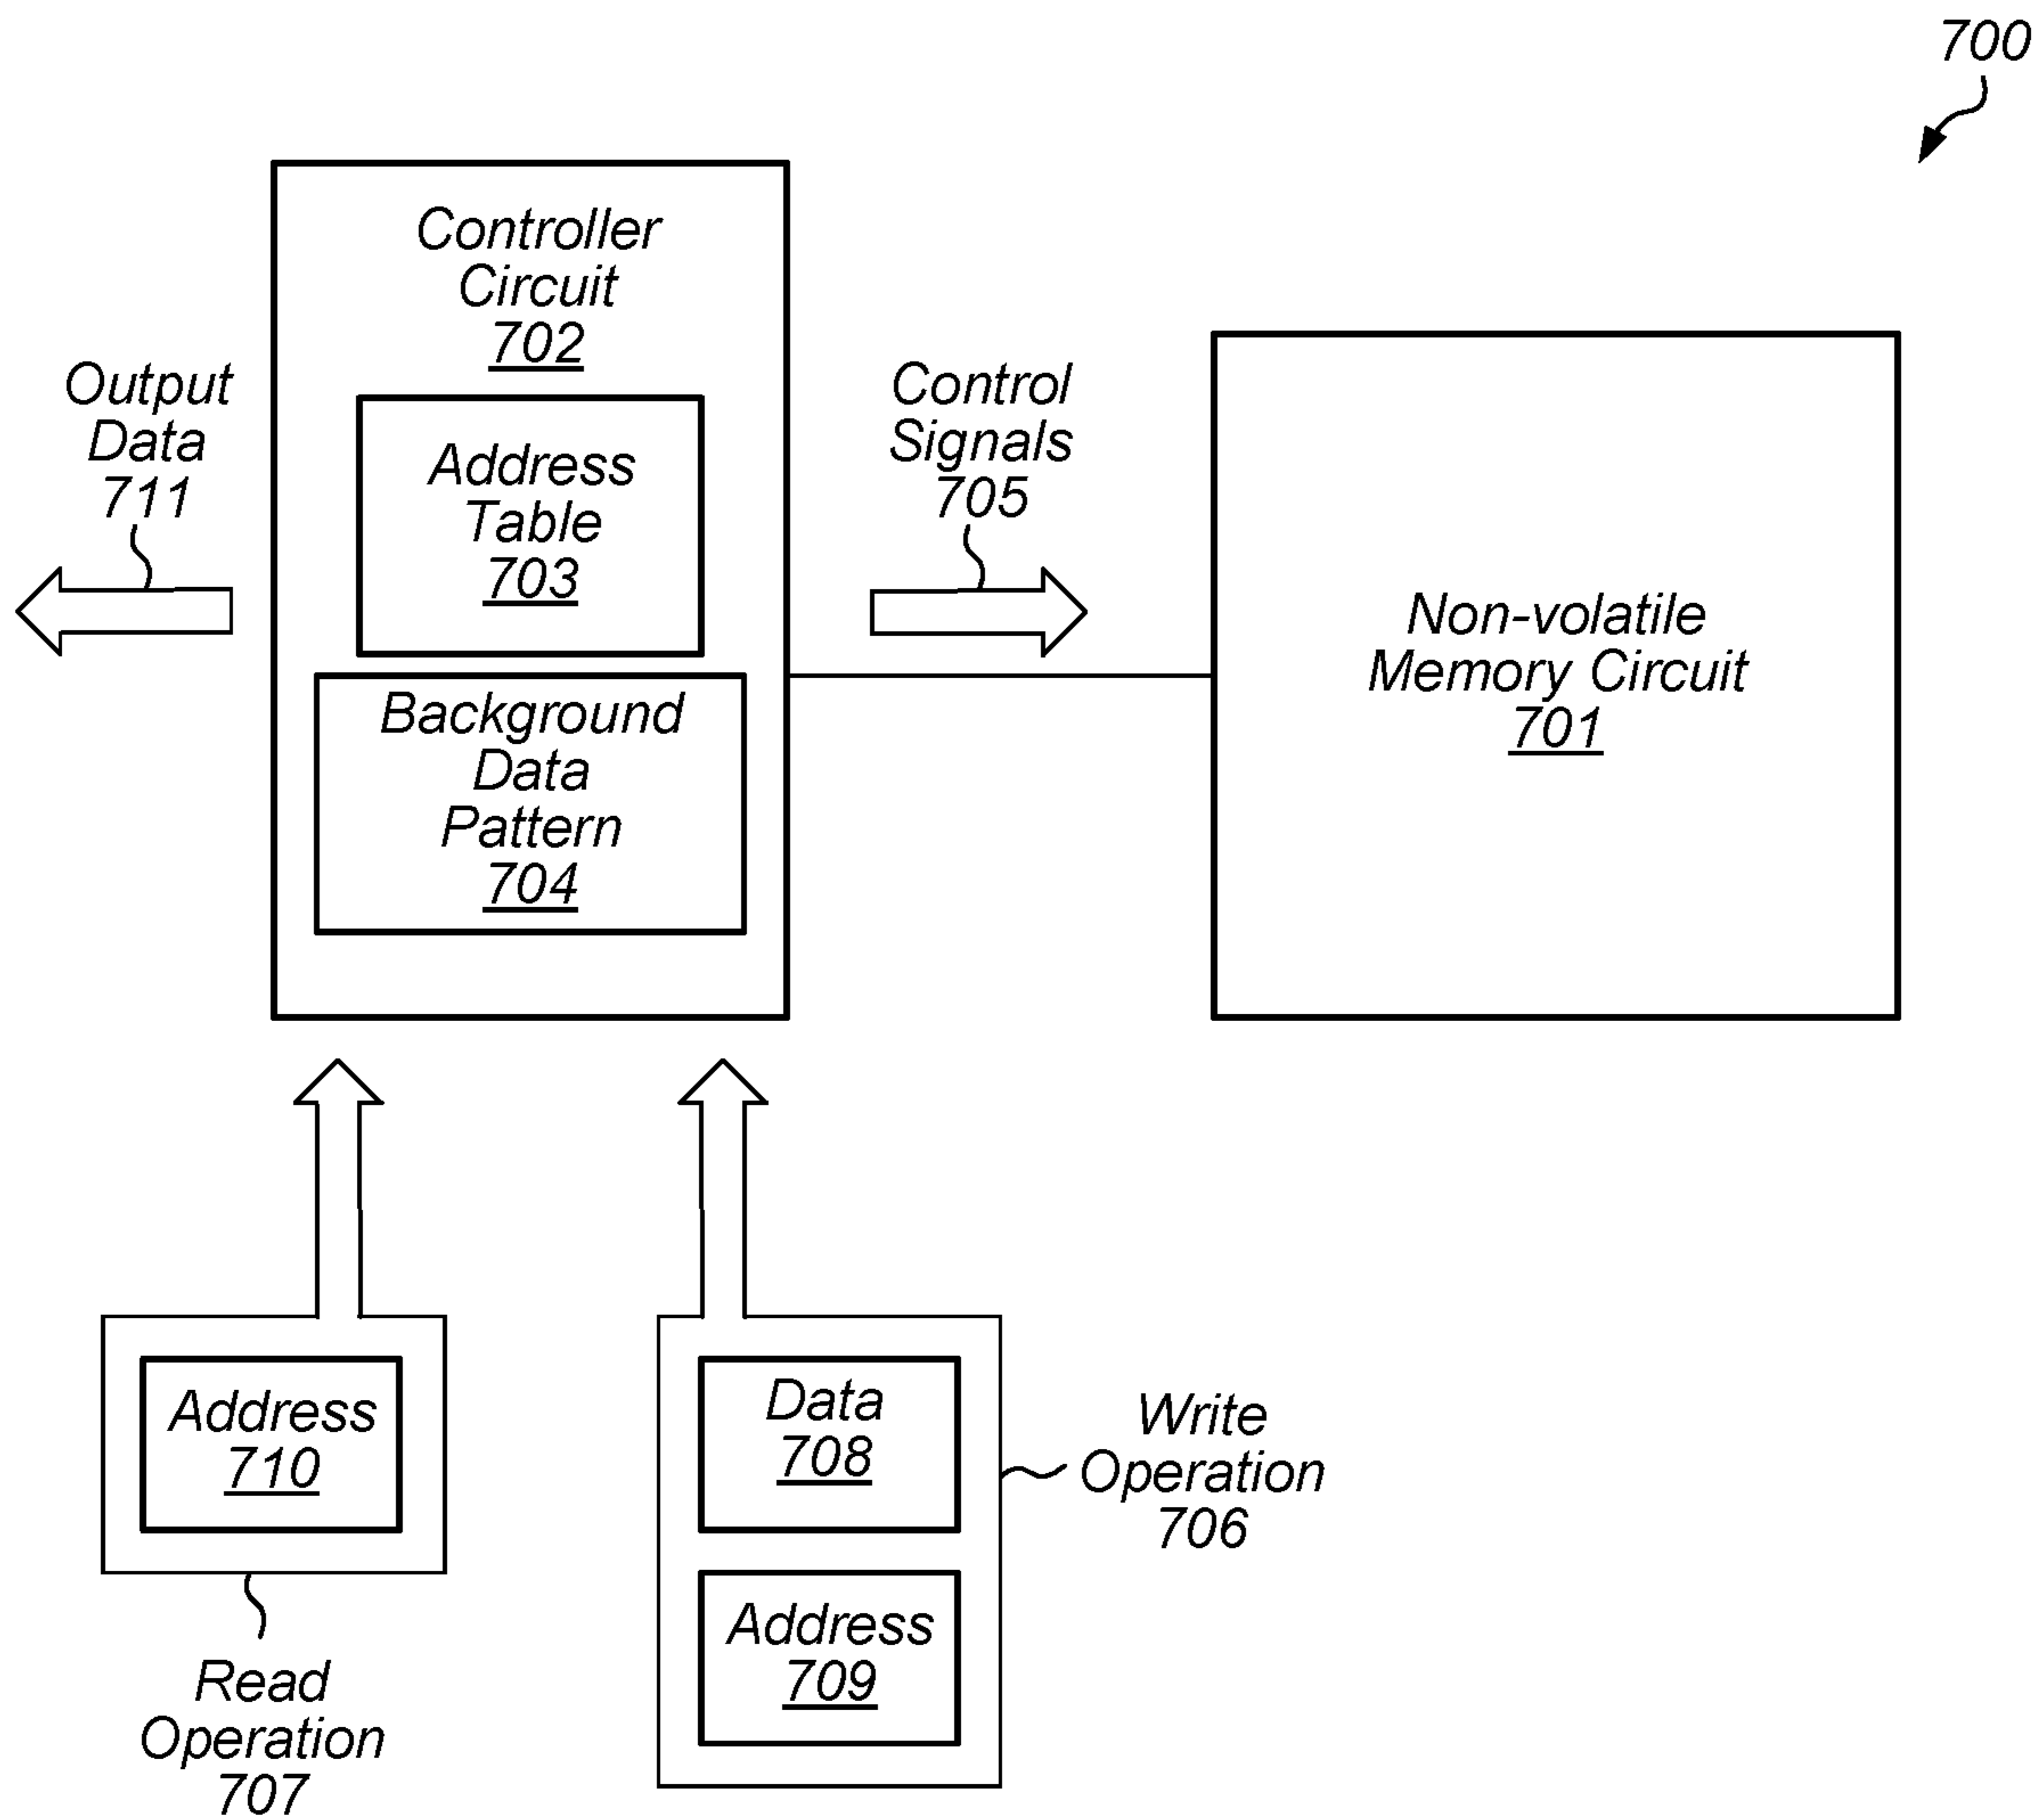 700
Controller
Circuit
702
Output
Data
711
Address
Table
703
Control
Signals
705
Background
Data
Pattern
704
Non-volatile
Memory Circuit
701
Address
710
Read
Operation
707
Data
708
Address
709
Write
Operation
706